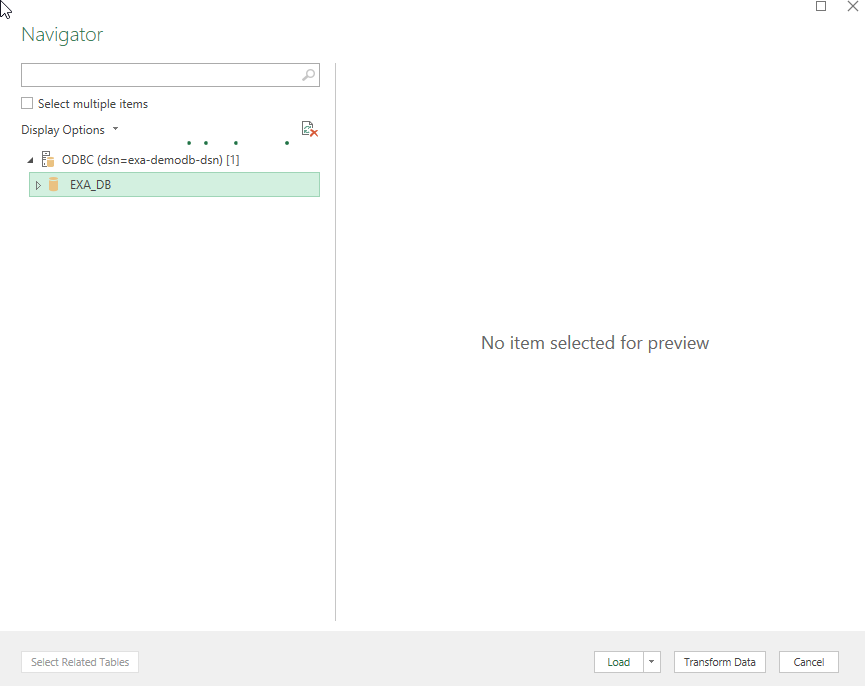 Navigator
Select multiple items
Display Options
ODBC (dsn=exa-demodb-dsn) [1]
EXA_DB
No item selected for preview
Select Related Tables
Load
Transform Data
Cancel